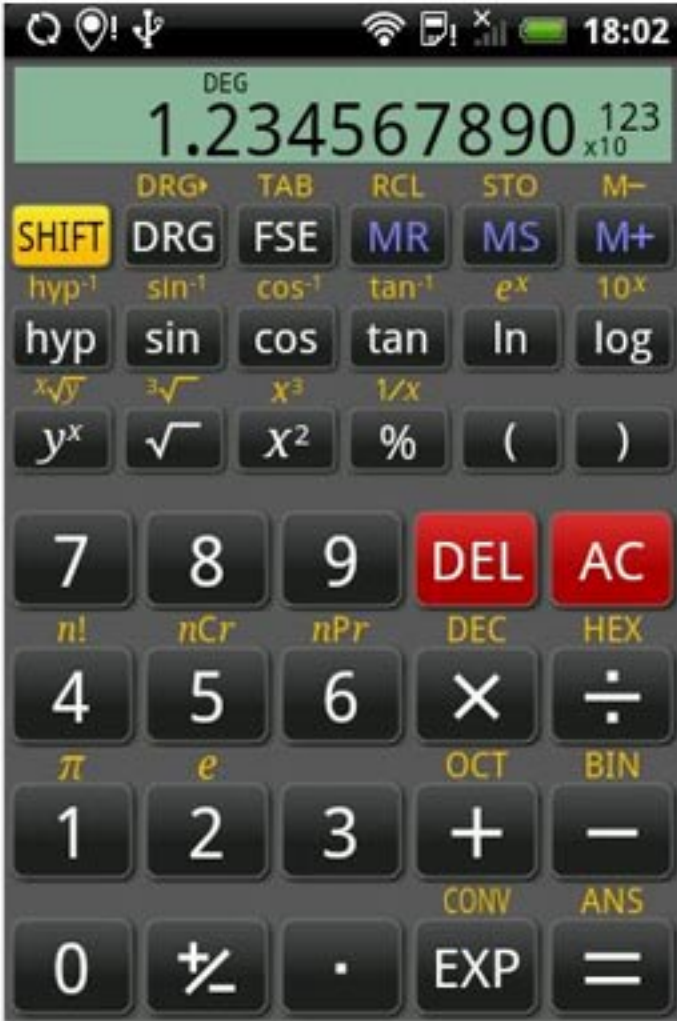 18:02
DEG
1.234567890 x10 123
DRG▸ TAB RCL STO M−
SHIFT DRG FSE MR MS M+
hyp⁻¹ sin⁻¹ cos⁻¹ tan⁻¹ eˣ 10ˣ
hyp sin cos tan ln log
ˣ√y ³√ x³ 1/x
yˣ √ x² % ( )
7 8 9 DEL AC
n! nCr nPr DEC HEX
4 5 6 × ÷
π e OCT BIN
1 2 3 + −
CONV ANS
0 +/− . EXP =